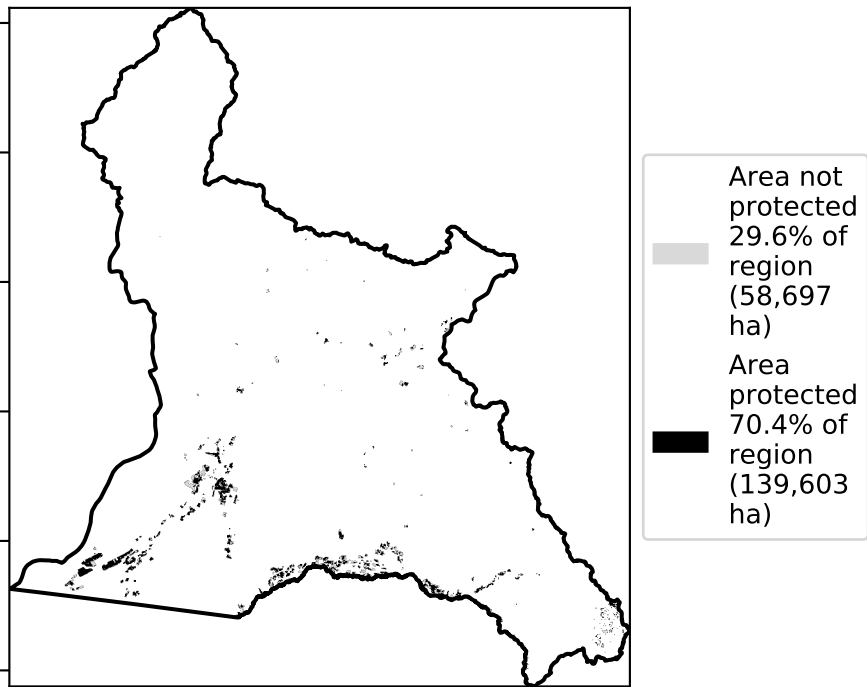 Area not
protected
29.6% of
region
(58,697
ha)
Area
protected
70.4% of
region
(139,603
ha)